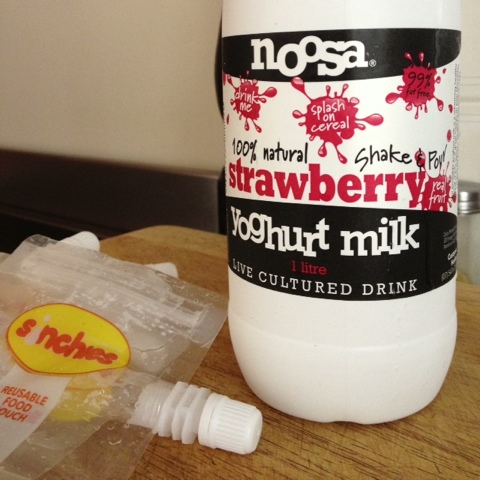 noosa®
99%
fat free
drink
me
splash
on
cereal
100% natural
Shake & Pour
strawberry
real
fruit
yoghurt milk
1 litre
LIVE CULTURED DRINK
sinchies
REUSABLE
FOOD
POUCH